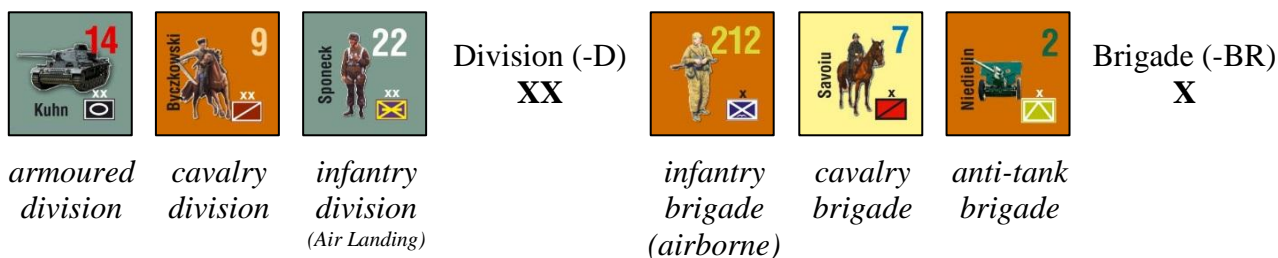 14
xx
Kuhn
9
xx
Byczkowski
22
xx
Sponeck
Division (-D)
XX
212
x
7
x
Savoiu
2
x
Niedielin
Brigade (-BR)
X
armoured
division
cavalry
division
infantry
division
(Air Landing)
infantry
brigade
(airborne)
cavalry
brigade
anti-tank
brigade